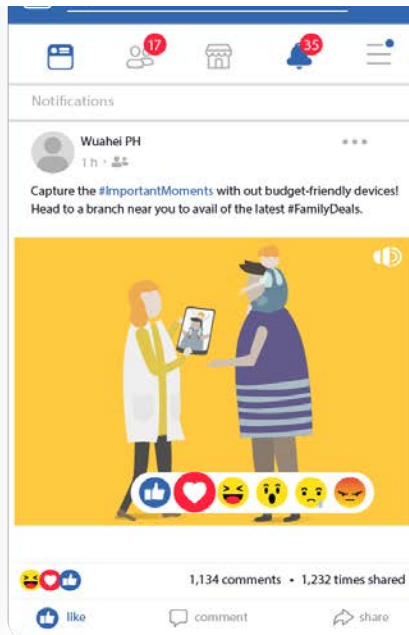 17
35
Notifications
Wuahei PH
1 h ·
Capture the #ImportantMoments with out budget-friendly devices!
Head to a branch near you to avail of the latest #FamilyDeals.
1,134 comments • 1,232 times shared
like
comment
share